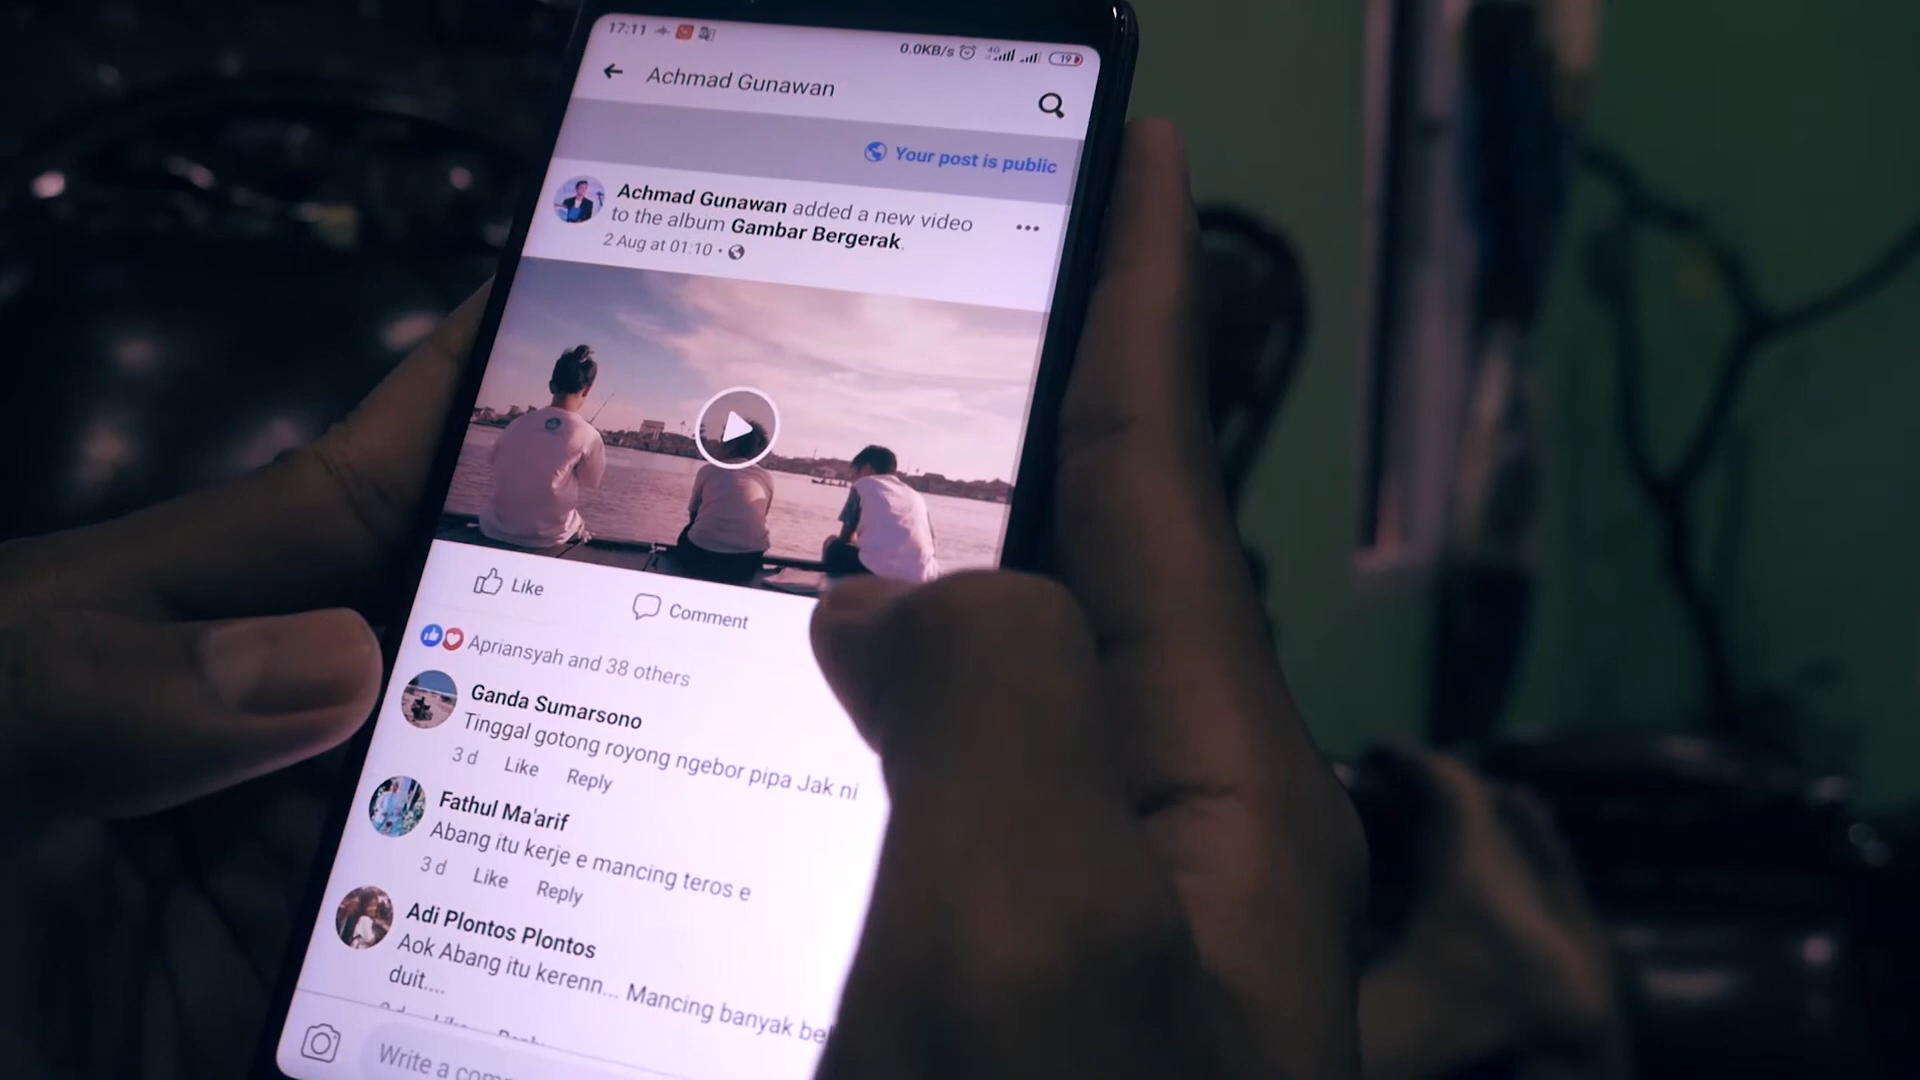 17:11
0.0KB/s 4G 19
Achmad Gunawan
Your post is public
Achmad Gunawan added a new video
to the album Gambar Bergerak.
2 Aug at 01:10 •
Like
Comment
Apriansyah and 38 others
Ganda Sumarsono
Tinggal gotong royong ngebor pipa Jak ni
3 d Like Reply
Fathul Ma'arif
Abang itu kerje e mancing teros e
3 d Like Reply
Adi Plontos Plontos
Aok Abang itu kerenn... Mancing banyak
duit....
Write a